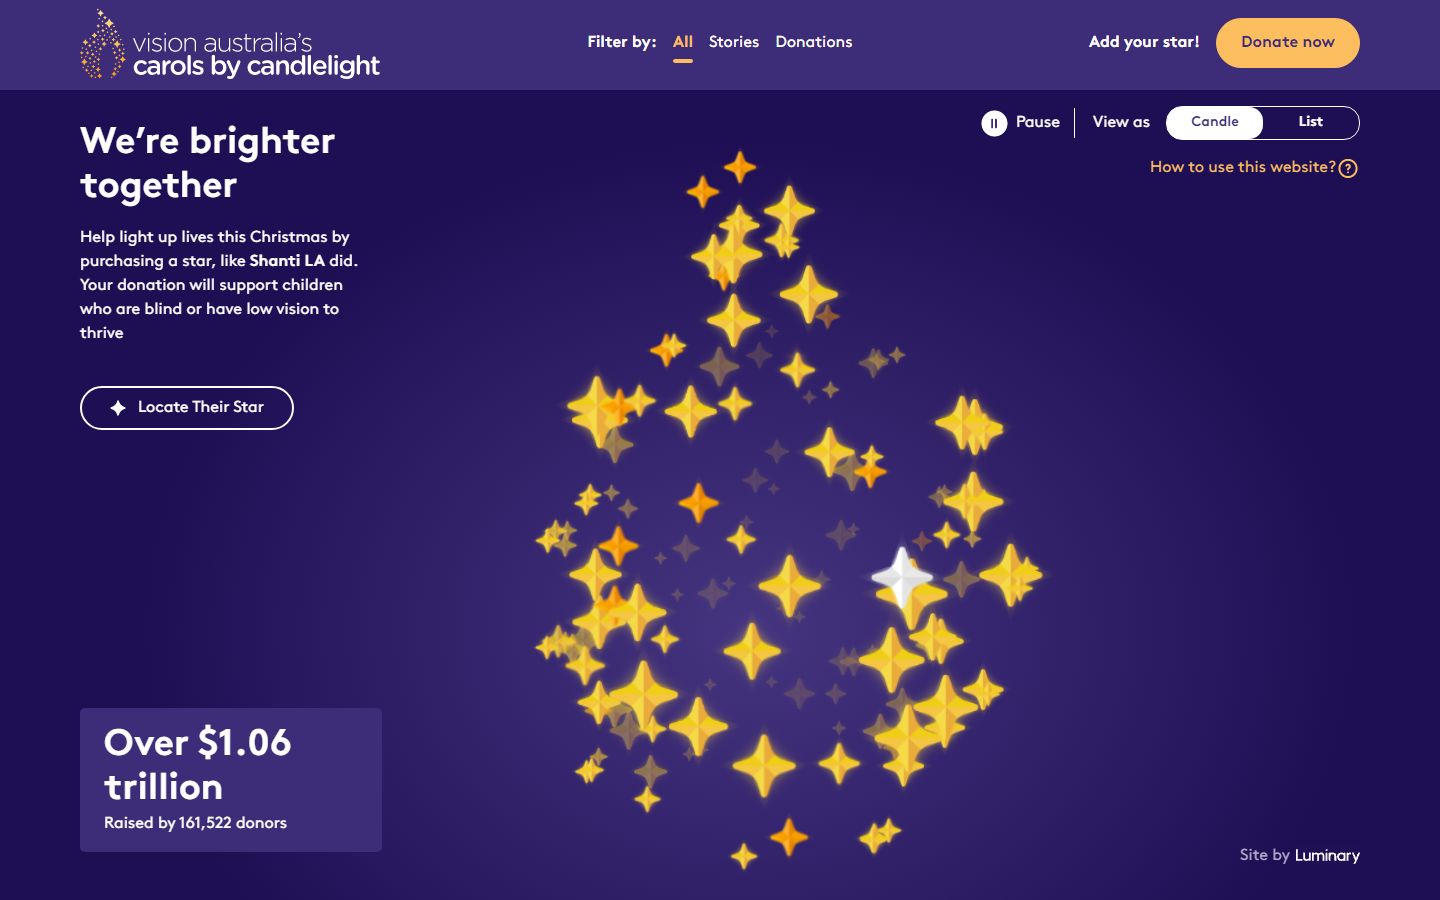 vision australia's
carols by candlelight
Filter by: All Stories Donations
Add your star! Donate now
We're brighter
together
Help light up lives this Christmas by
purchasing a star, like Shanti LA did.
Your donation will support children
who are blind or have low vision to
thrive
Locate Their Star
Pause View as Candle List
How to use this website? ?
Over $1.06
trillion
Raised by 161,522 donors
Site by Luminary